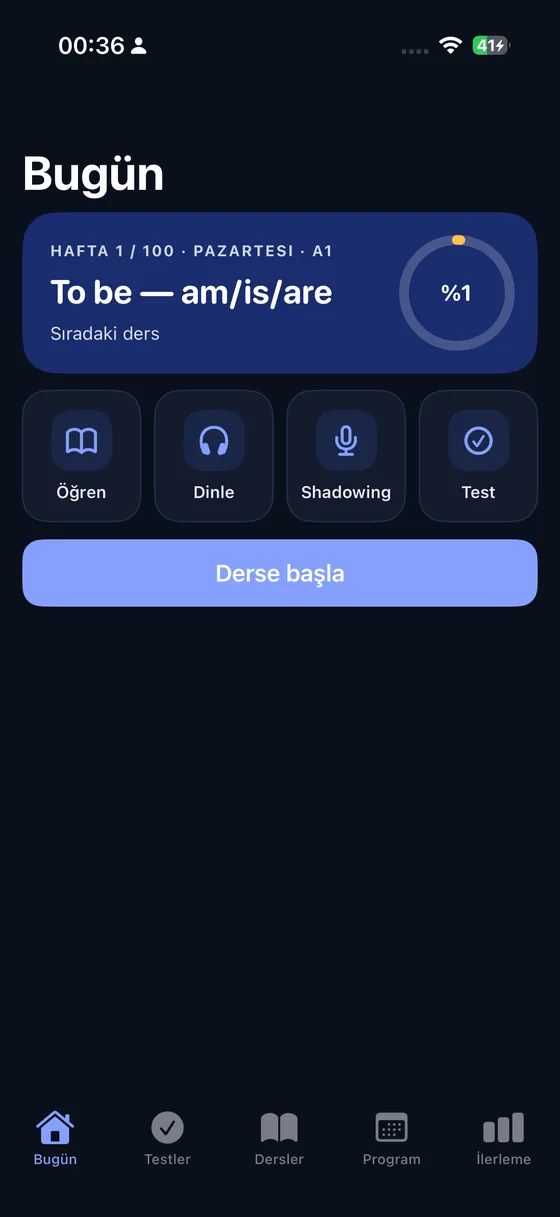 00:36
41
Bugün
HAFTA 1 / 100 · PAZARTESI · A1
To be — am/is/are
Sıradaki ders
%1
Öğren
Dinle
Shadowing
Test
Derse başla
Bugün
Testler
Dersler
Program
İlerleme